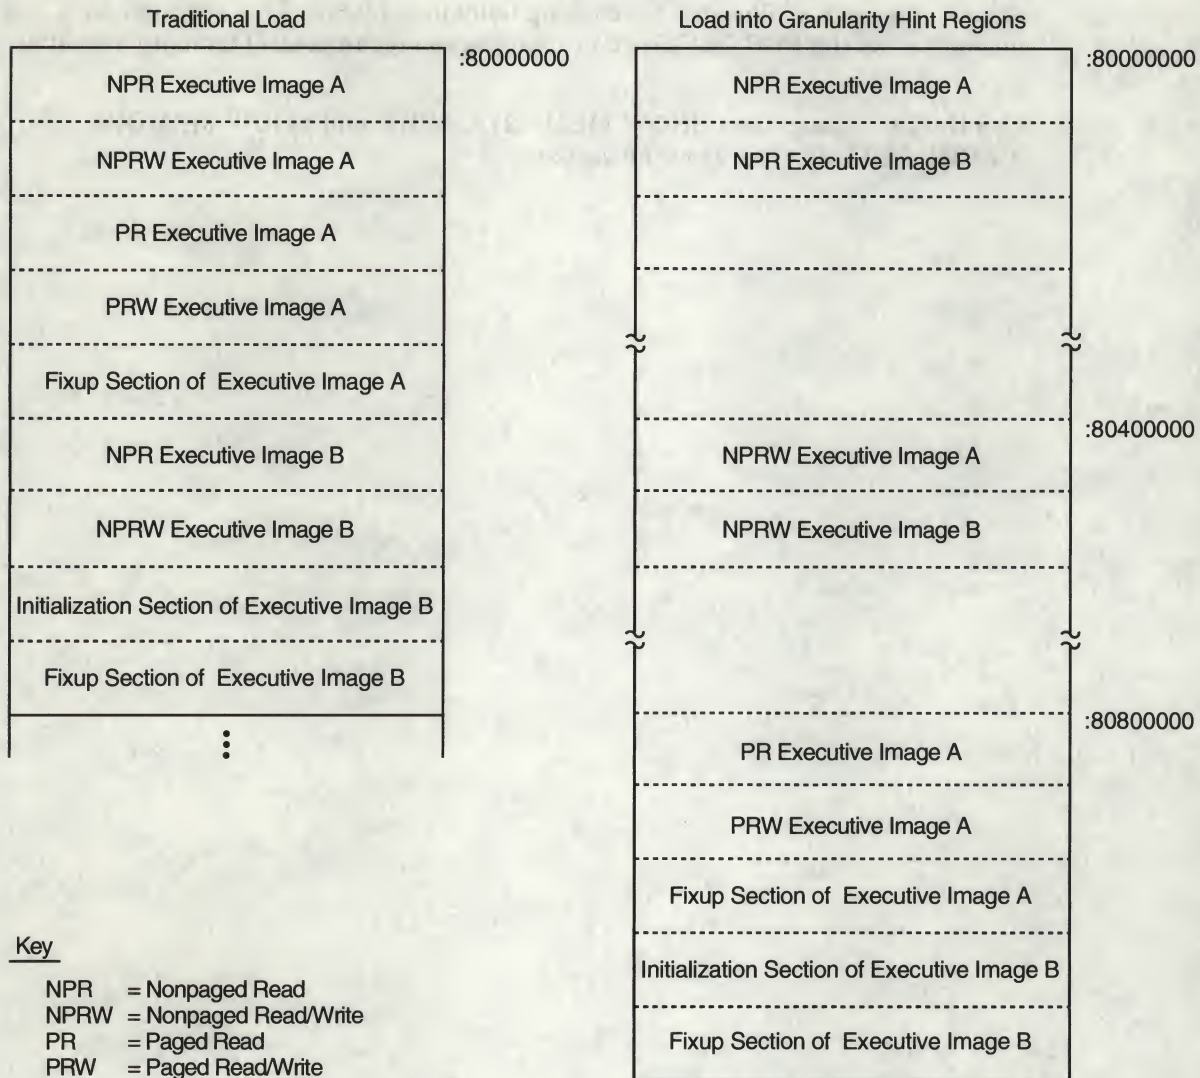 Traditional Load
:80000000
NPR Executive Image A
NPRW Executive Image A
PR Executive Image A
PRW Executive Image A
Fixup Section of Executive Image A
NPR Executive Image B
NPRW Executive Image B
Initialization Section of Executive Image B
Fixup Section of Executive Image B
Load into Granularity Hint Regions
:80000000
NPR Executive Image A
NPR Executive Image B
:80400000
NPRW Executive Image A
NPRW Executive Image B
:80800000
PR Executive Image A
PRW Executive Image A
Fixup Section of Executive Image A
Initialization Section of Executive Image B
Fixup Section of Executive Image B
Key
NPR = Nonpaged Read
NPRW = Nonpaged Read/Write
PR = Paged Read
PRW = Paged Read/Write